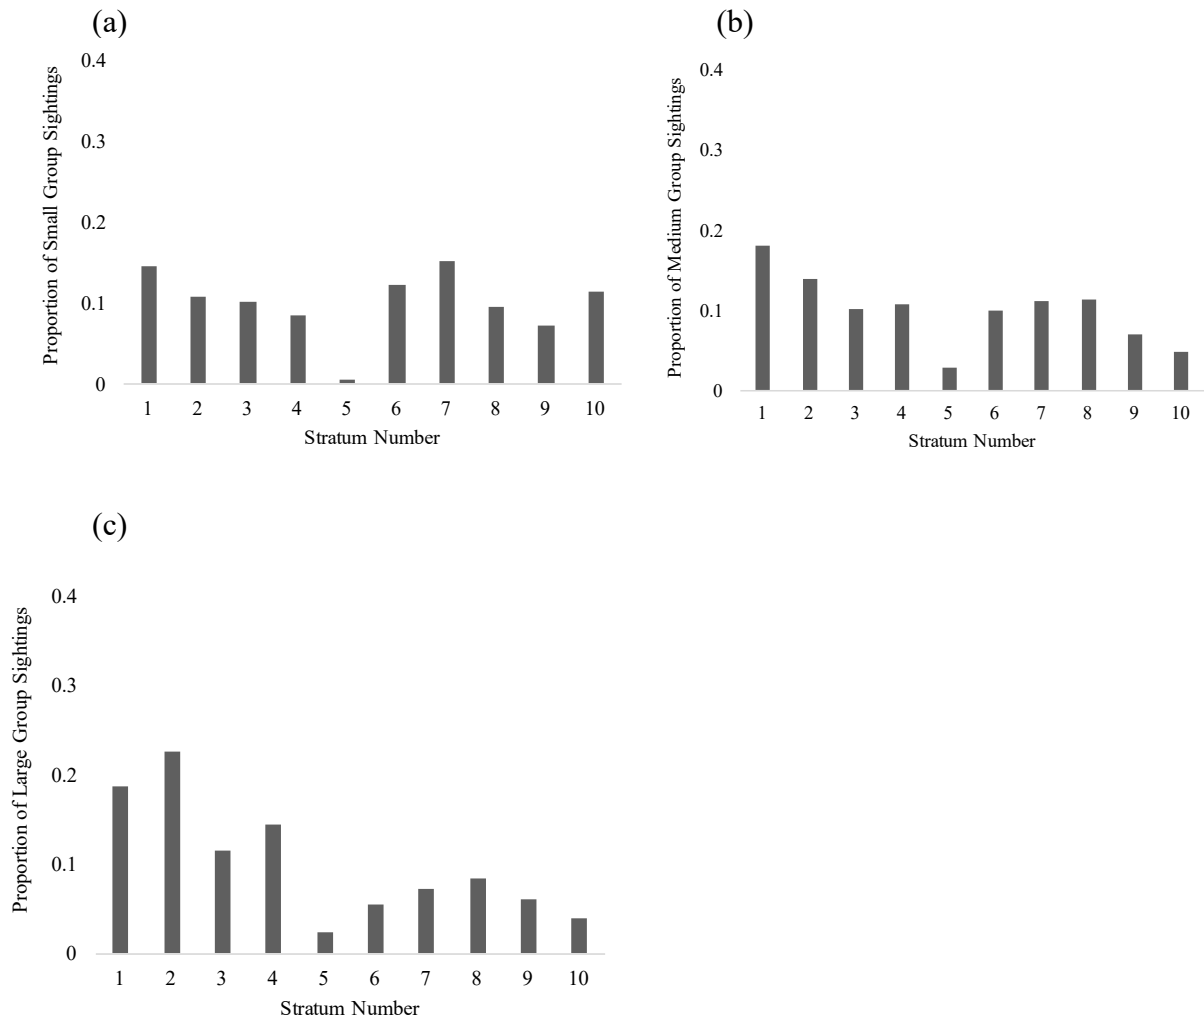 (a)
Proportion of Small Group Sightings
0.4
0.3
0.2
0.1
0
1 2 3 4 5 6 7 8 9 10
Stratum Number
(b)
Proportion of Medium Group Sightings
0.4
0.3
0.2
0.1
0
1 2 3 4 5 6 7 8 9 10
Stratum Number
(c)
Proportion of Large Group Sightings
0.4
0.3
0.2
0.1
0
1 2 3 4 5 6 7 8 9 10
Stratum Number